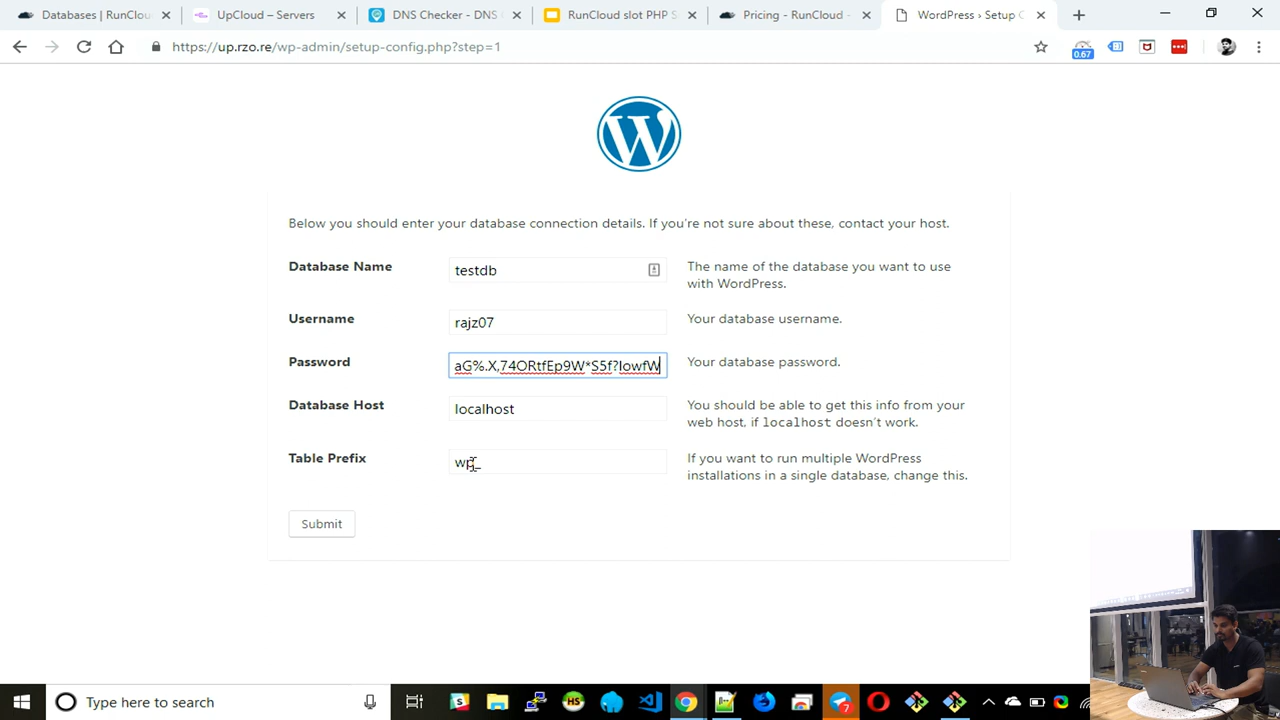 Databases | RunClou
UpCloud – Servers
DNS Checker - DNS
RunCloud slot PHP S
Pricing - RunCloud -
WordPress › Setup C
https://up.rzo.re/wp-admin/setup-config.php?step=1
0.67
Below you should enter your database connection details. If you’re not sure about these, contact your host.
Database Name
testdb
The name of the database you want to use
with WordPress.
Username
rajz07
Your database username.
Password
aG%.X,74ORtfEp9W*S5f?IowfW
Your database password.
Database Host
localhost
You should be able to get this info from your
web host, if localhost doesn’t work.
Table Prefix
wp_
If you want to run multiple WordPress
installations in a single database, change this.
Submit
Type here to search
HS
7